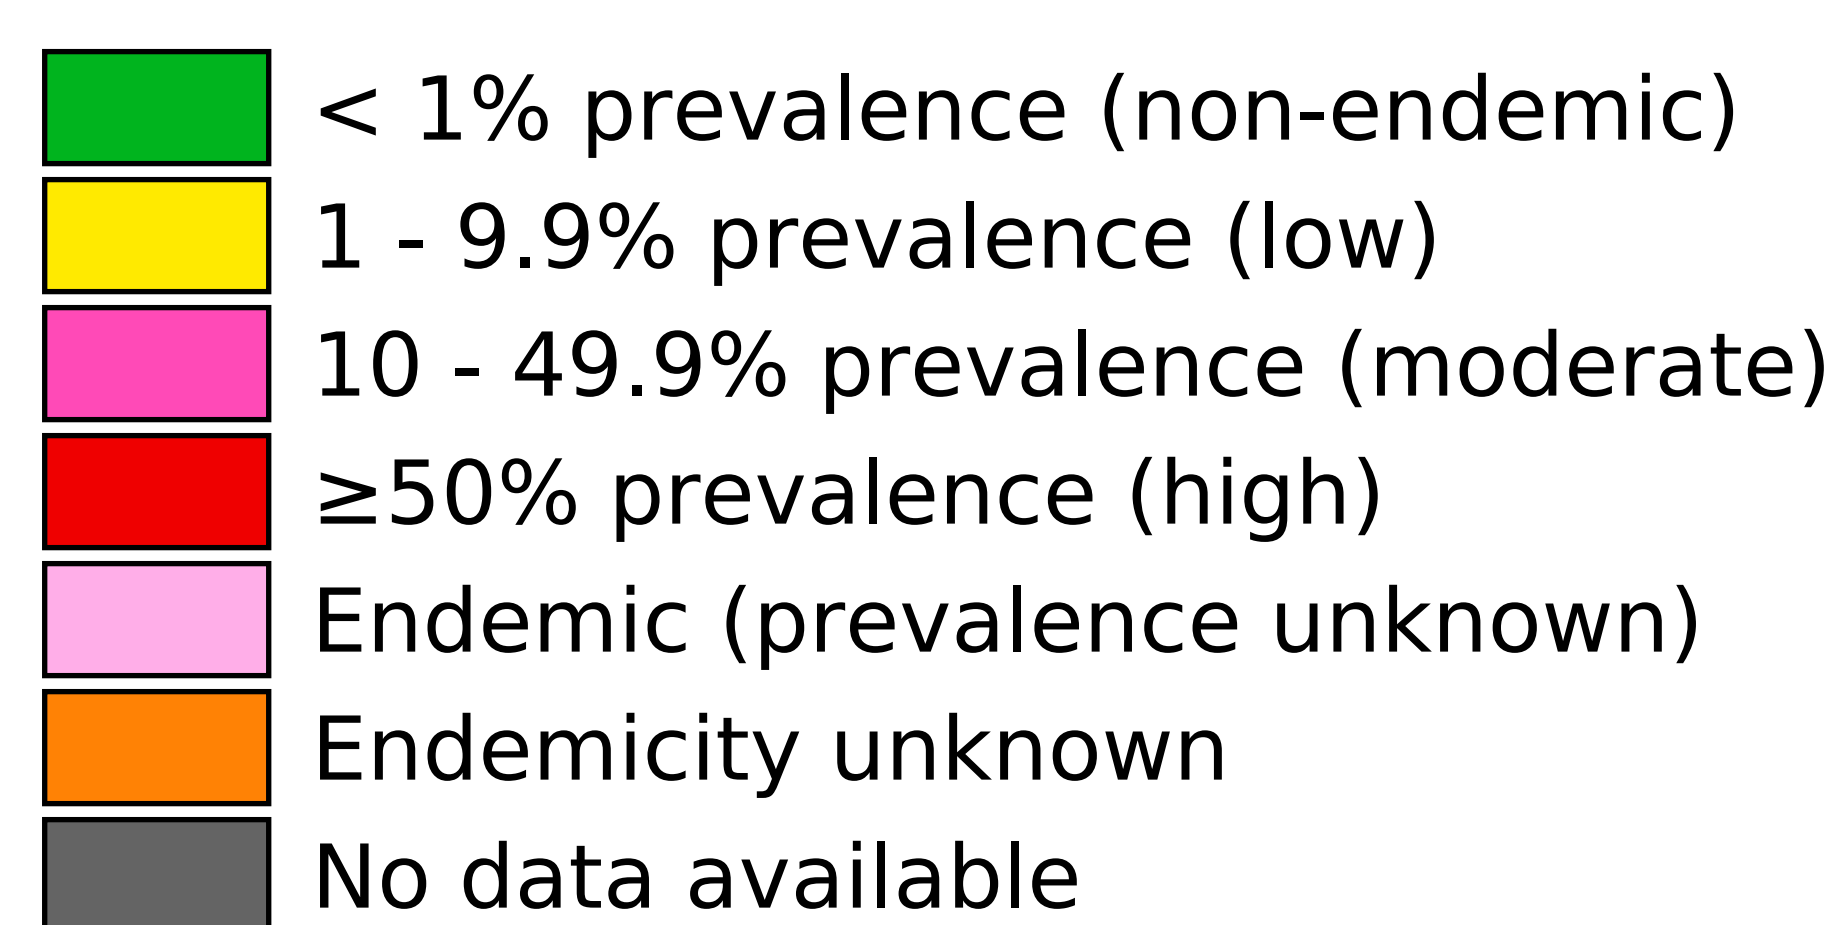 < 1% prevalence (non-endemic)
1 - 9.9% prevalence (low)
10 - 49.9% prevalence (moderate)
≥50% prevalence (high)
Endemic (prevalence unknown)
Endemicity unknown
No data available